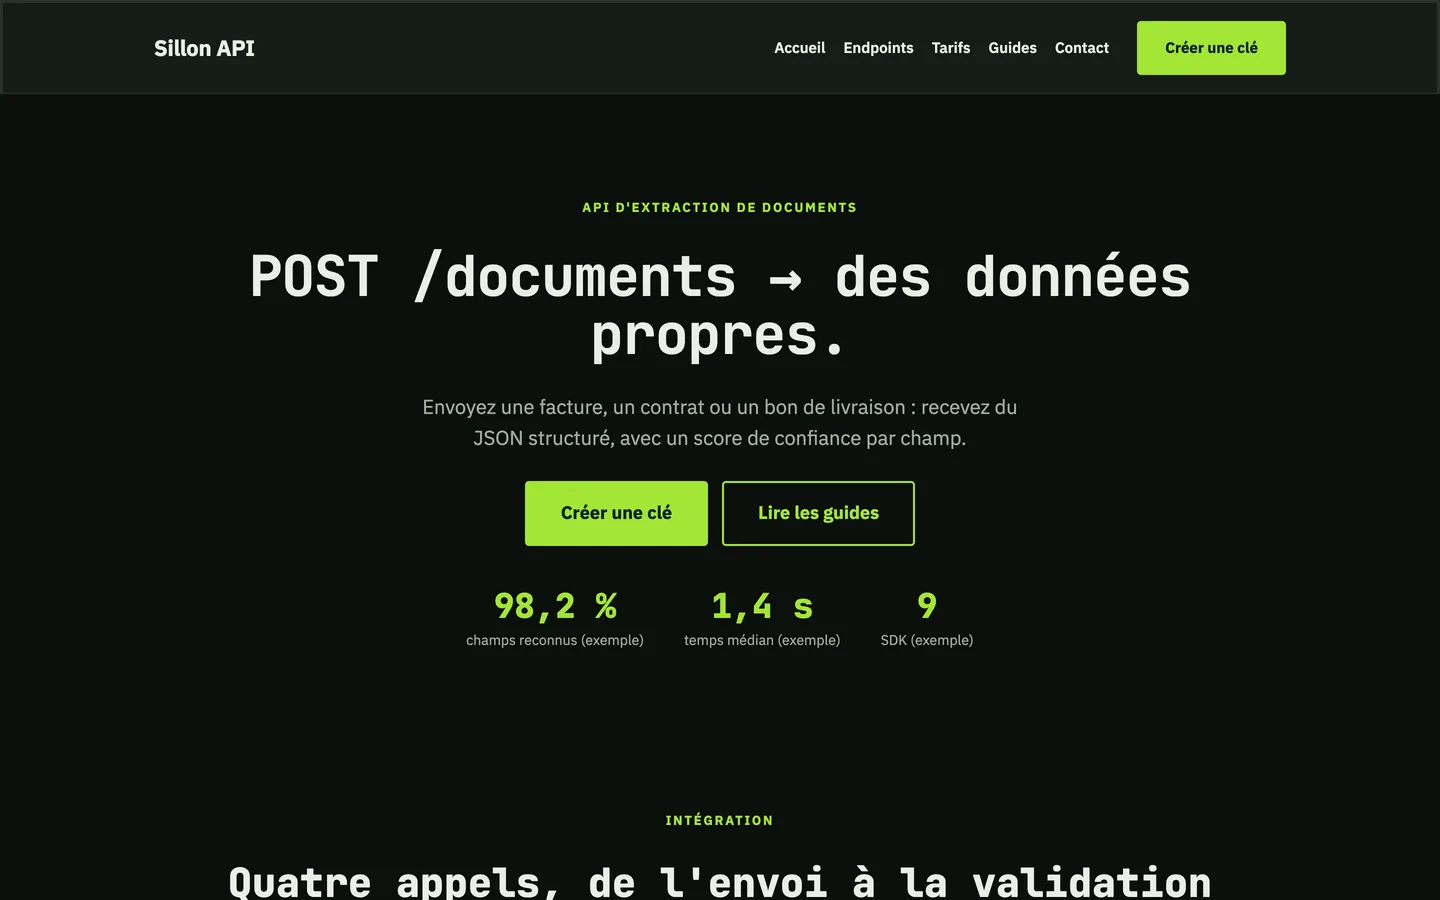 Sillon API
Accueil Endpoints Tarifs Guides Contact Créer une clé
API D'EXTRACTION DE DOCUMENTS
POST /documents → des données
propres.
Envoyez une facture, un contrat ou un bon de livraison : recevez du
JSON structuré, avec un score de confiance par champ.
Créer une clé Lire les guides
98,2 % 1,4 s 9
champs reconnus (exemple) temps médian (exemple) SDK (exemple)
INTÉGRATION
Quatre appels, de l'envoi à la validation